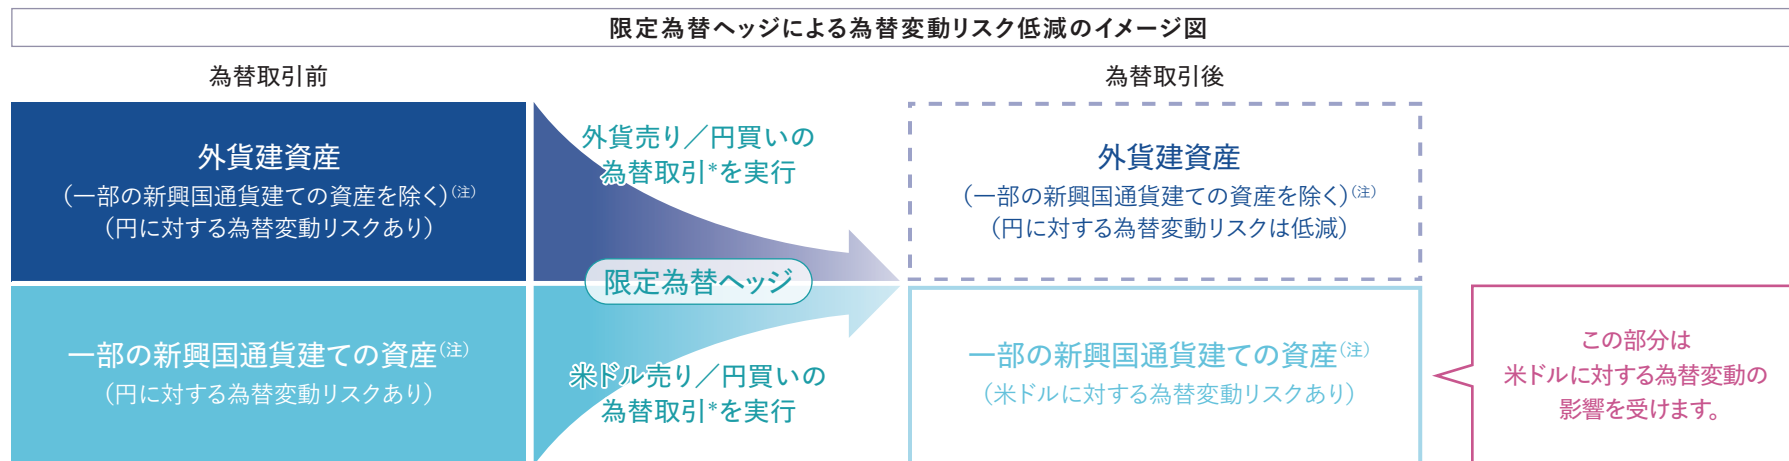 限定為替ヘッジによる為替変動リスク低減のイメージ図
為替取引前
為替取引後
外貨建資産
（一部の新興国通貨建ての資産を除く）(注)
（円に対する為替変動リスクあり）
外貨売り／円買いの
為替取引*を実行
外貨建資産
（一部の新興国通貨建ての資産を除く）(注)
（円に対する為替変動リスクは低減）
限定為替ヘッジ
一部の新興国通貨建ての資産(注)
（円に対する為替変動リスクあり）
米ドル売り／円買いの
為替取引*を実行
一部の新興国通貨建ての資産(注)
（米ドルに対する為替変動リスクあり）
この部分は
米ドルに対する為替変動の
影響を受けます。